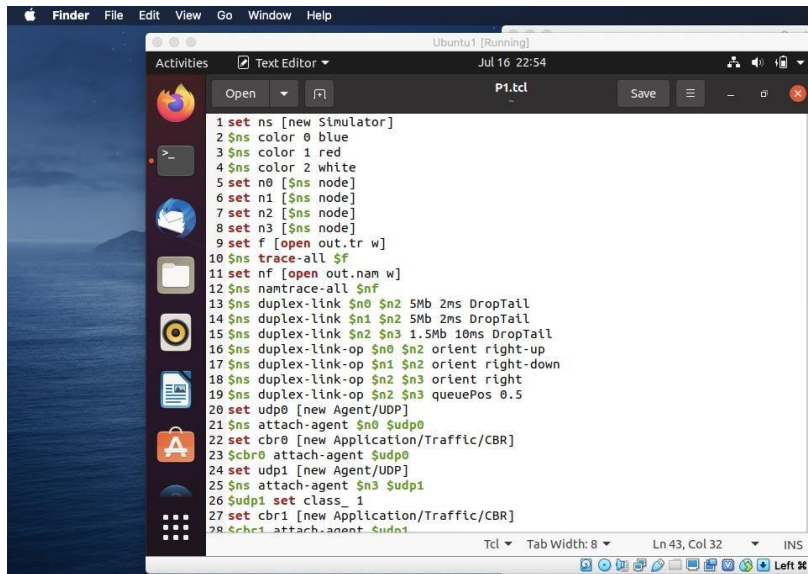 Finder File Edit View Go Window Help
Ubuntu1 [Running]
Activities Text Editor Jul 16 22:54
Open P1.tcl Save
~
1 set ns [new Simulator]
2 $ns color 0 blue
3 $ns color 1 red
4 $ns color 2 white
5 set n0 [$ns node]
6 set n1 [$ns node]
7 set n2 [$ns node]
8 set n3 [$ns node]
9 set f [open out.tr w]
10 $ns trace-all $f
11 set nf [open out.nam w]
12 $ns namtrace-all $nf
13 $ns duplex-link $n0 $n2 5Mb 2ms DropTail
14 $ns duplex-link $n1 $n2 5Mb 2ms DropTail
15 $ns duplex-link $n2 $n3 1.5Mb 10ms DropTail
16 $ns duplex-link-op $n0 $n2 orient right-up
17 $ns duplex-link-op $n1 $n2 orient right-down
18 $ns duplex-link-op $n2 $n3 orient right
19 $ns duplex-link-op $n2 $n3 queuePos 0.5
20 set udp0 [new Agent/UDP]
21 $ns attach-agent $n0 $udp0
22 set cbr0 [new Application/Traffic/CBR]
23 $cbr0 attach-agent $udp0
24 set udp1 [new Agent/UDP]
25 $ns attach-agent $n3 $udp1
26 $udp1 set class_ 1
27 set cbr1 [new Application/Traffic/CBR]
28 $cbr1 attach-agent $udp1
Tcl Tab Width: 8 Ln 43, Col 32 INS
Left ⌘